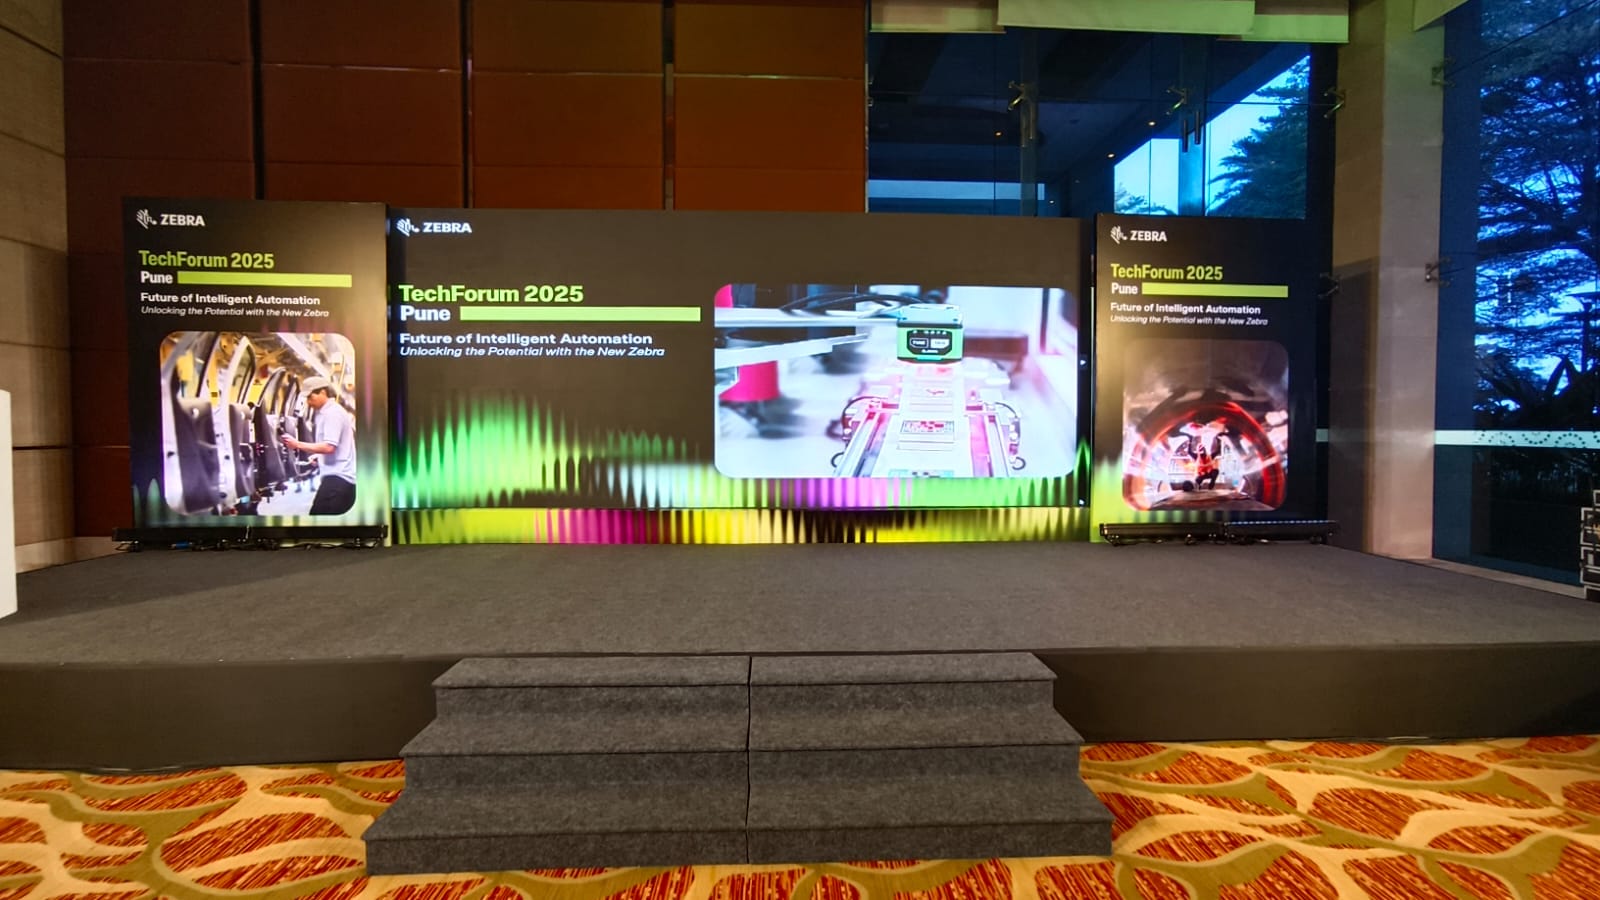 ZEBRA
TechForum 2025
Pune
Future of Intelligent Automation
Unlocking the Potential with the New Zebra
ZEBRA
TechForum 2025
Pune
Future of Intelligent Automation
Unlocking the Potential with the New Zebra
ZEBRA
TechForum 2025
Pune
Future of Intelligent Automation
Unlocking the Potential with the New Zebra